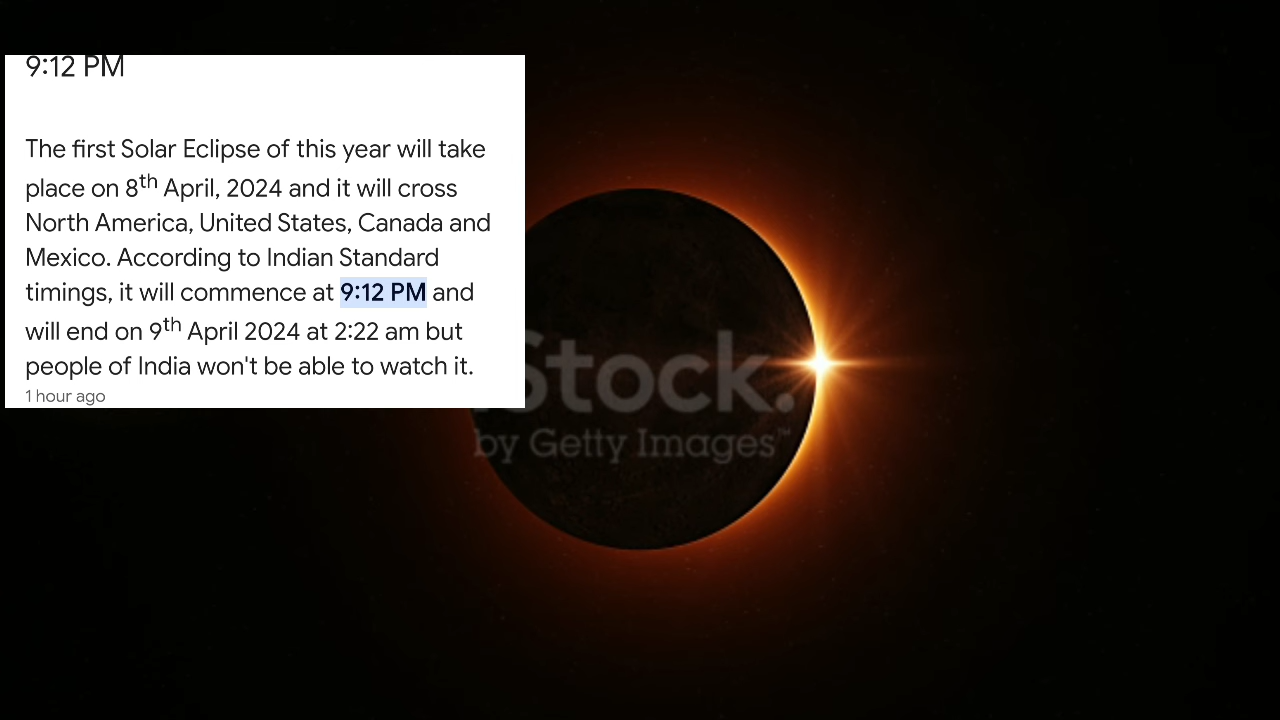 9:12 PM
The first Solar Eclipse of this year will take
place on 8th April, 2024 and it will cross
North America, United States, Canada and
Mexico. According to Indian Standard
timings, it will commence at 9:12 PM and
will end on 9th April 2024 at 2:22 am but
people of India won't be able to watch it.
1 hour ago
Stock.
by Getty Images™